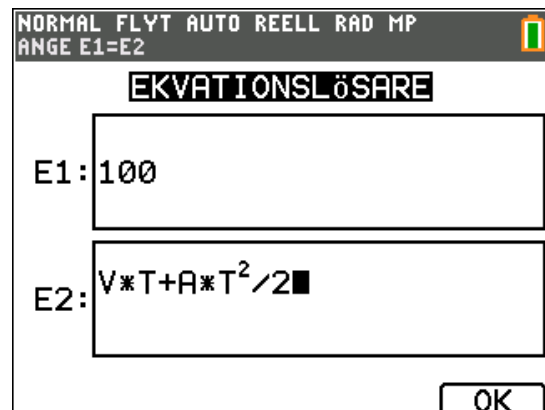 NORMAL FLYT AUTO REELL RAD MP
ANGE E1=E2
EKVATIONSLöSARE
E1:100
E2:V*T+A*T²/2
OK